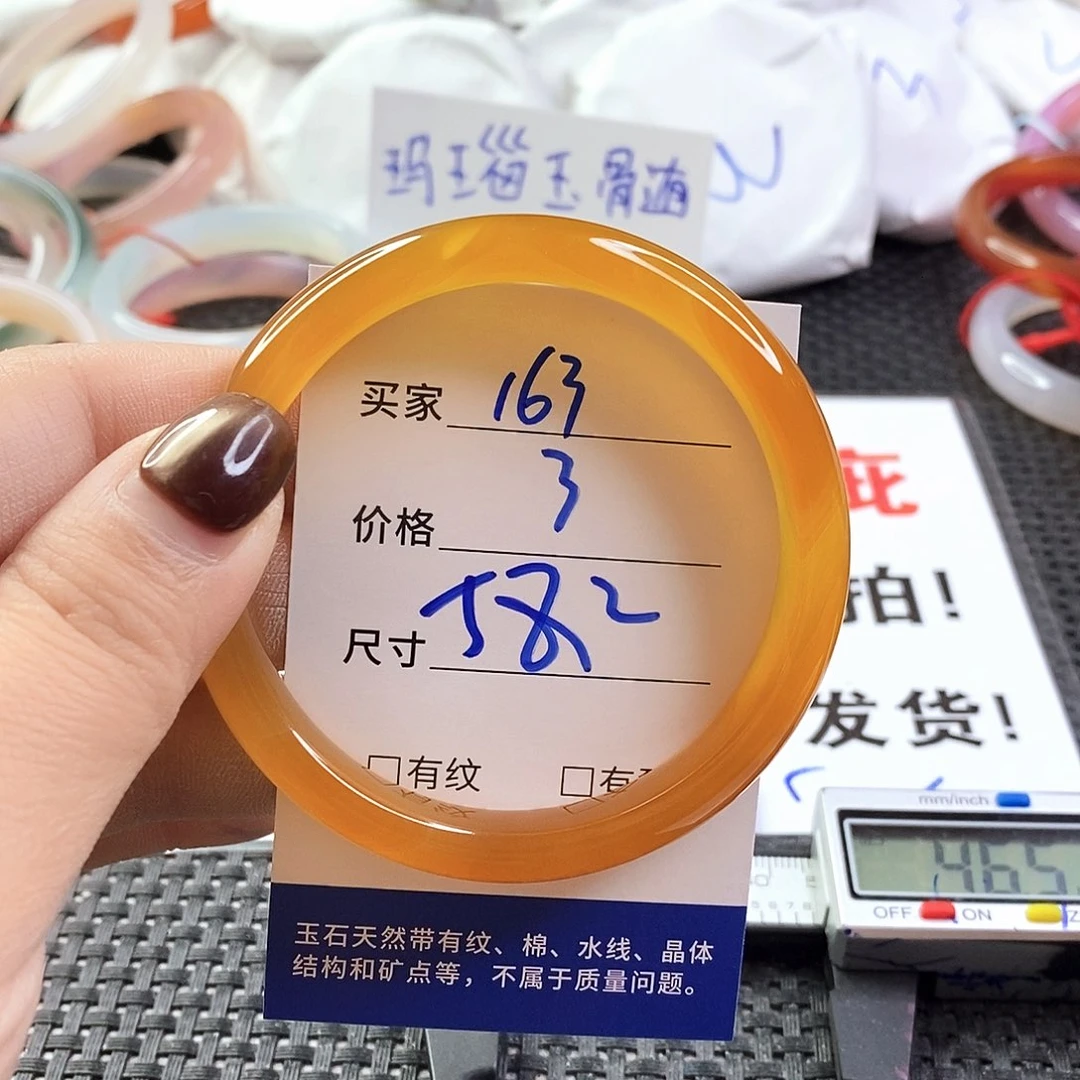 玛瑙玉骨随
买家 163
价格 3
尺寸 582
□有纹 □有
疵
拍!
发货!
mm/inch
465
OFF ON Z
玉石天然带有纹、棉、水线、晶体
结构和矿点等，不属于质量问题。